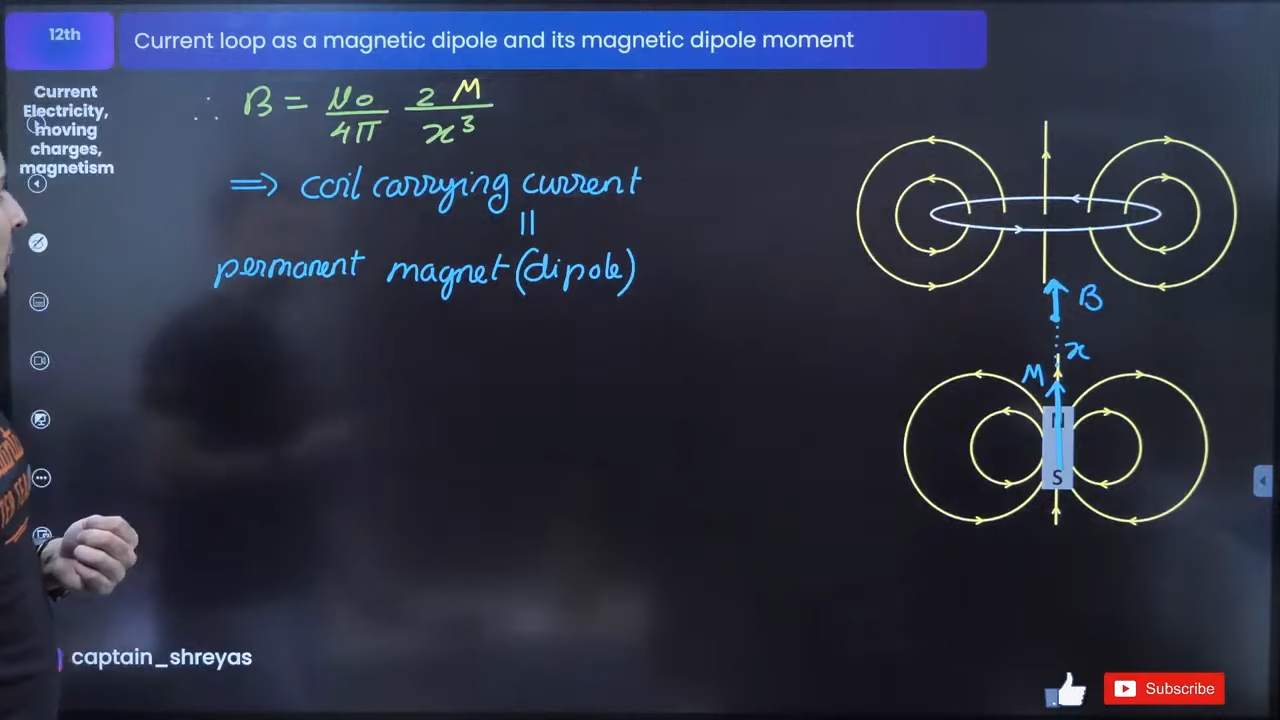 12th
Current loop as a magnetic dipole and its magnetic dipole moment
Current
Electricity,
moving
charges,
magnetism
∴ B = μ0/4π 2M/x³
⇒ coil carrying current
||
permanent magnet (dipole)
B
x
M
N
S
captain_shreyas
Subscribe